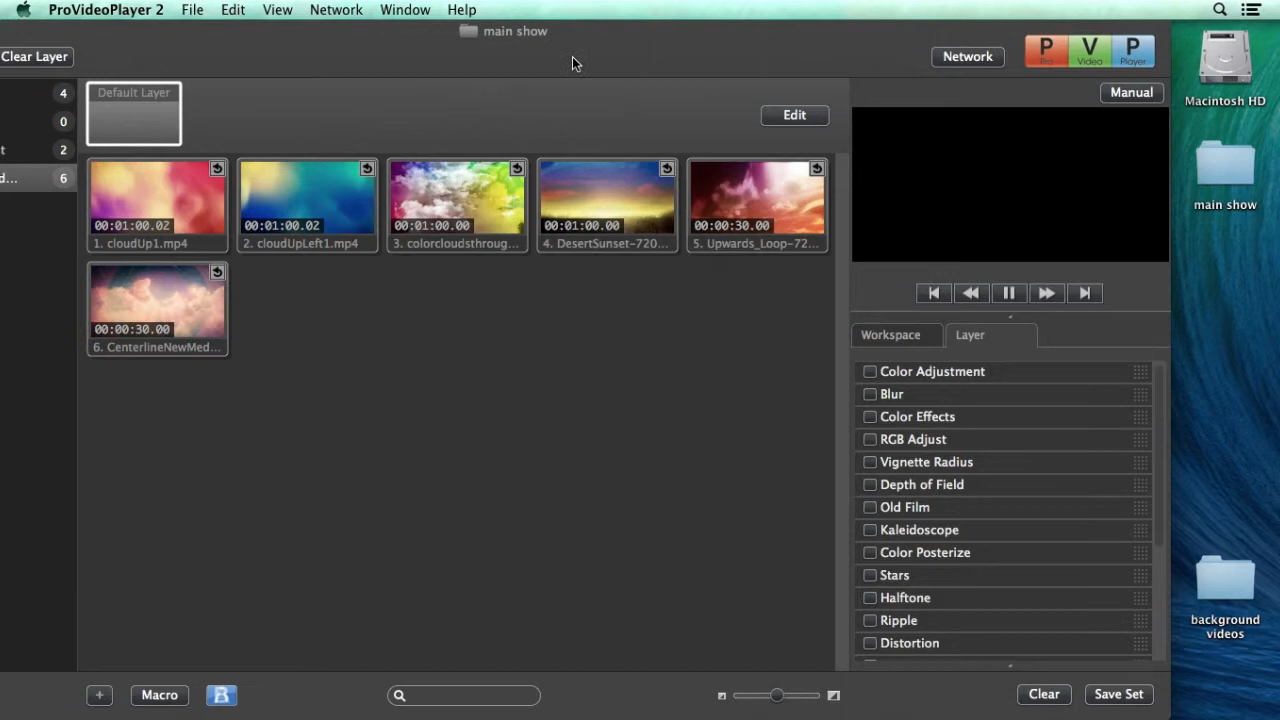 ProVideoPlayer 2 File Edit View Network Window Help
main show
Clear Layer
Network
P V P
Pro Video Player
Manual
Macintosh HD
4
Default Layer
Edit
0
t 2
d... 6
00:01:00.02 00:01:00.02 00:01:00.00 00:01:00.00 00:00:30.00
1. cloudUp1.mp4 2. cloudUpLeft1.mp4 3. colorcloudsthroug... 4. DesertSunset-720... 5. Upwards_Loop-72...
main show
00:00:30.00
6. CenterlineNewMed...
Workspace Layer
Color Adjustment
Blur
Color Effects
RGB Adjust
Vignette Radius
Depth of Field
Old Film
Kaleidoscope
Color Posterize
Stars
Halftone
Ripple
Distortion
background
videos
+ Macro
Clear Save Set